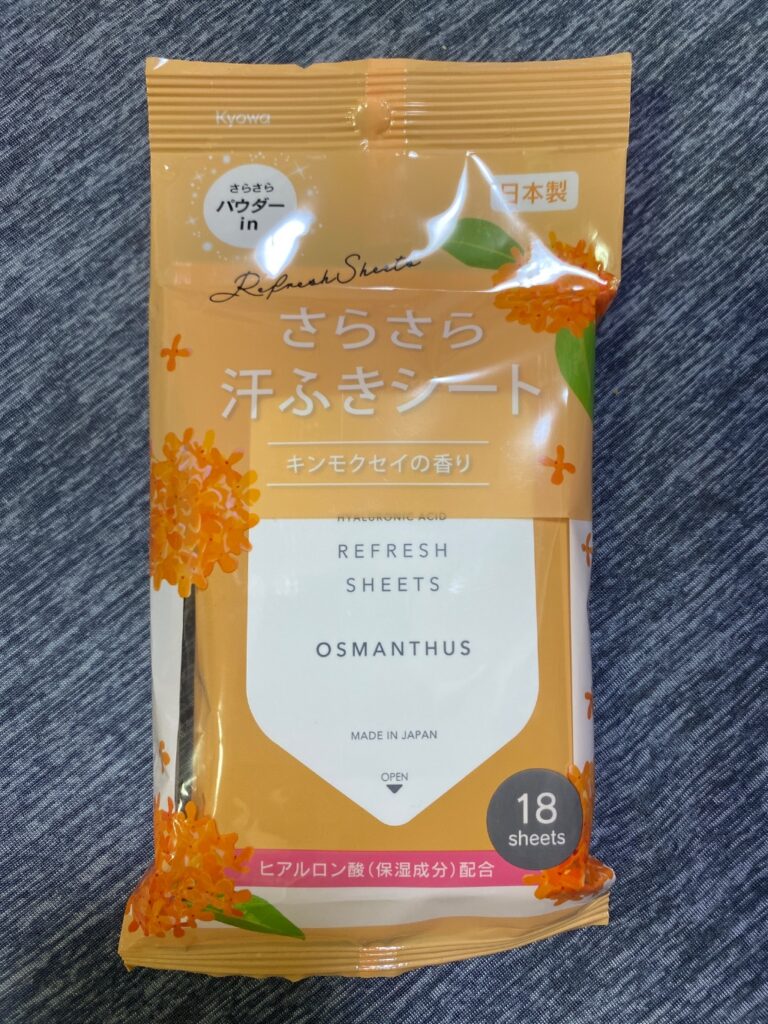 Kyowa
さらさら
パウダー
in
日本製
Refresh Sheets
さらさら
汗ふきシート
キンモクセイの香り
HYALURONIC ACID
REFRESH
SHEETS
OSMANTHUS
MADE IN JAPAN
OPEN
18
sheets
ヒアルロン酸(保湿成分)配合